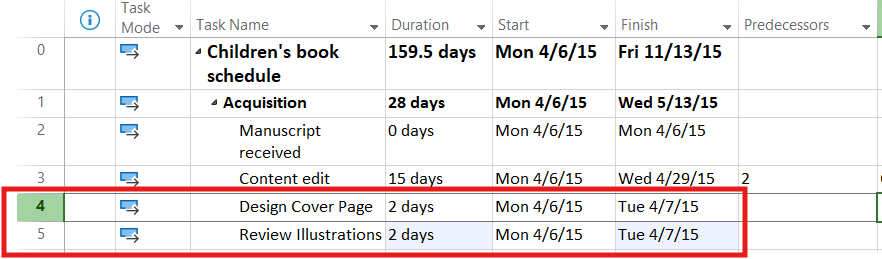 Task Mode Task Name Duration Start Finish Predecessors
0 Children's book schedule 159.5 days Mon 4/6/15 Fri 11/13/15
1 Acquisition 28 days Mon 4/6/15 Wed 5/13/15
2 Manuscript received 0 days Mon 4/6/15 Mon 4/6/15
3 Content edit 15 days Mon 4/6/15 Wed 4/29/15 2
4 Design Cover Page 2 days Mon 4/6/15 Tue 4/7/15
5 Review Illustrations 2 days Mon 4/6/15 Tue 4/7/15